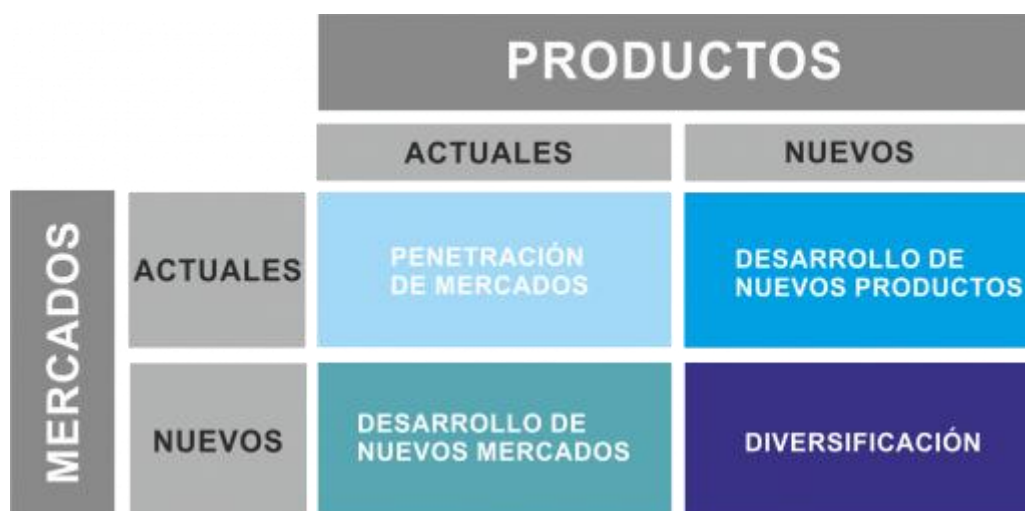 PRODUCTOS
ACTUALES
NUEVOS
MERCADOS
ACTUALES
PENETRACIÓN
DE MERCADOS
DESARROLLO DE
NUEVOS PRODUCTOS
NUEVOS
DESARROLLO DE
NUEVOS MERCADOS
DIVERSIFICACIÓN